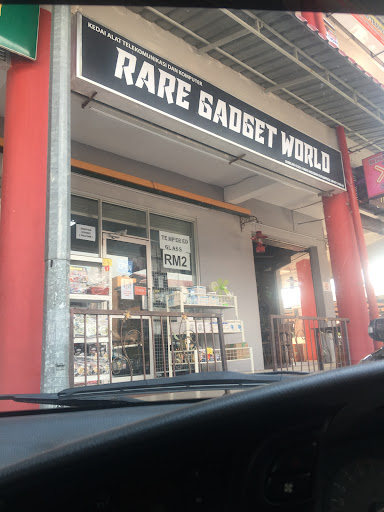 KEDAI ALAT TELEKOMUNIKASI DAN KOMPUTER
RARE GADGET WORLD
TEMPERED
GLASS
RM2